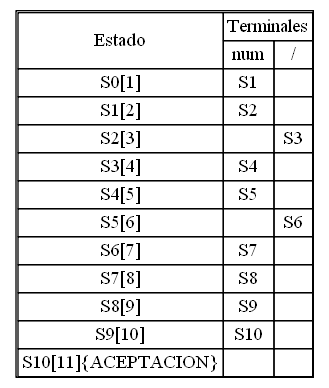 Estado Terminales
num /
S0[1] S1
S1[2] S2
S2[3] S3
S3[4] S4
S4[5] S5
S5[6] S6
S6[7] S7
S7[8] S8
S8[9] S9
S9[10] S10
S10[11]{ACEPTACION}